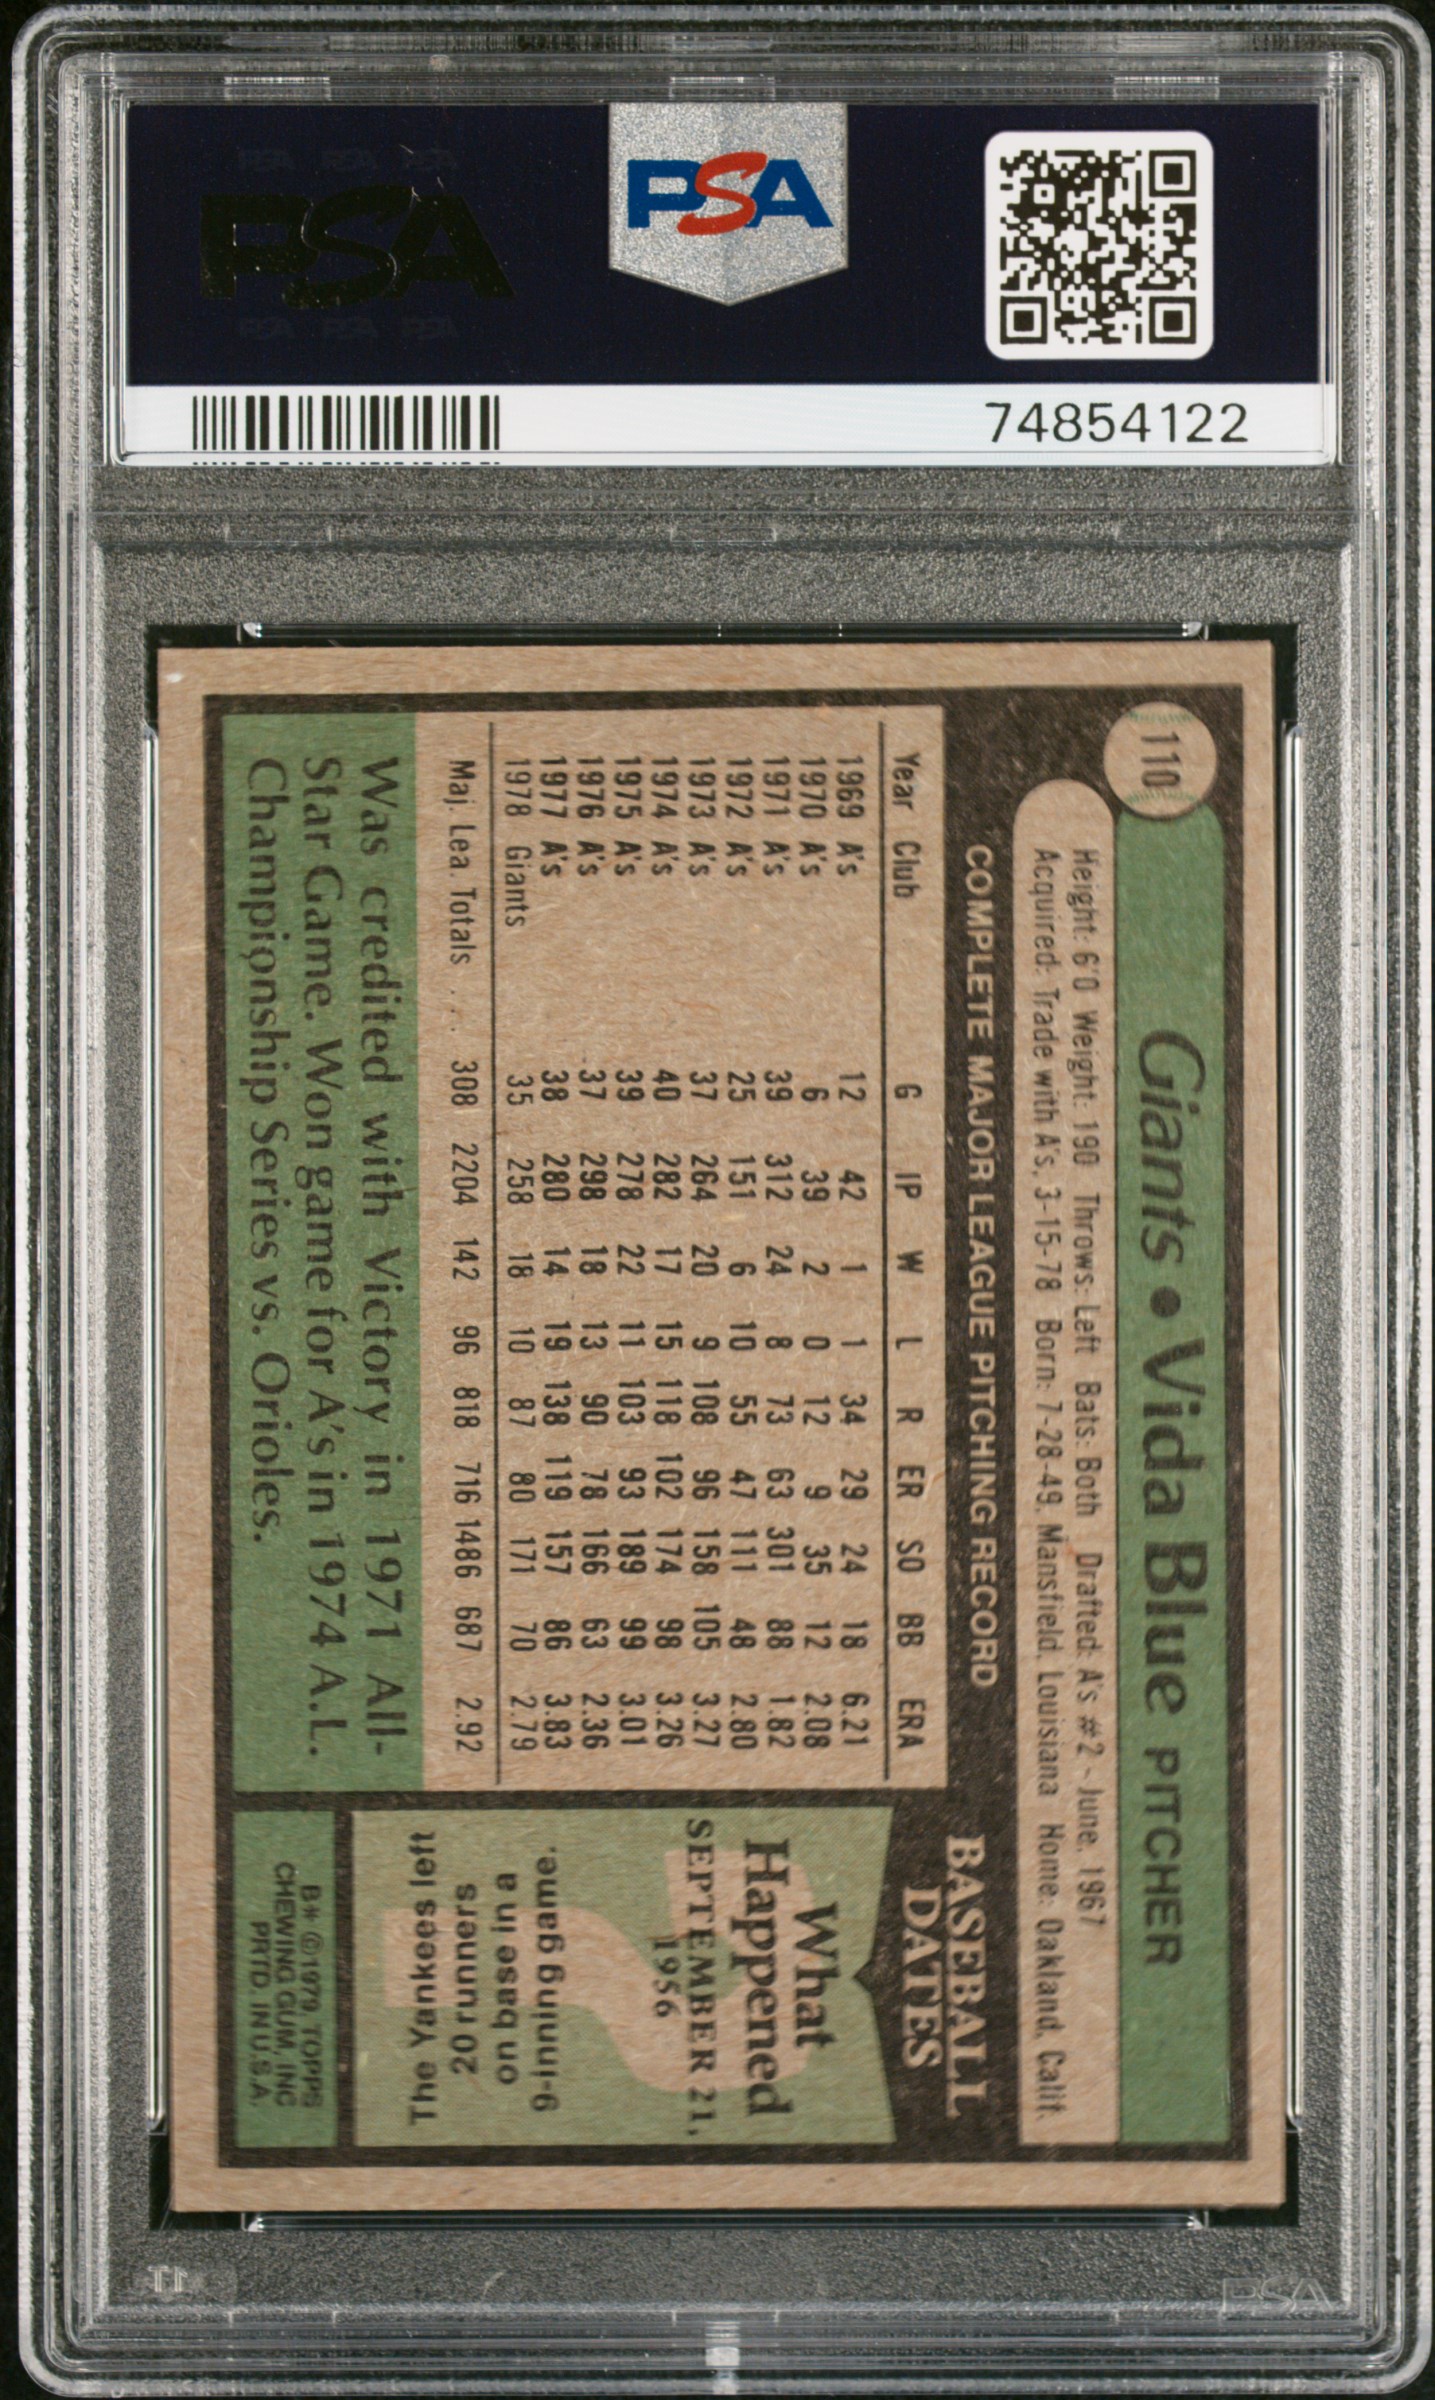 PSA PSA PSA
PSA
PSA PSA PSA
PSA
74854122
110
Giants • Vida Blue PITCHER
Height: 6'0 Weight: 190 Throws: Left Bats: Both Drafted: A's #2 - June, 1967
Acquired: Trade with A's, 3-15-78 Born: 7-28-49, Mansfield, Louisiana Home: Oakland, Calif.
COMPLETE MAJOR LEAGUE PITCHING RECORD
Year Club G IP W L R ER SO BB ERA
1969 A's 12 42 1 1 34 29 24 18 6.21
1970 A's 6 39 2 0 12 9 35 12 2.08
1971 A's 39 312 24 8 73 63 301 88 1.82
1972 A's 25 151 6 10 55 47 111 48 2.80
1973 A's 37 264 20 9 108 96 158 105 3.27
1974 A's 40 282 17 15 118 102 174 98 3.26
1975 A's 39 278 22 11 103 93 189 99 3.01
1976 A's 37 298 18 13 90 78 166 63 2.36
1977 A's 38 280 14 19 138 119 157 86 3.83
1978 Giants 35 258 18 10 87 80 171 70 2.79
Maj. Lea. Totals . . . 308 2204 142 96 818 716 1486 687 2.92
Was credited with Victory in 1971 All-
Star Game. Won game for A's in 1974 A.L.
Championship Series vs. Orioles.
BASEBALL
DATES
What
Happened
SEPTEMBER 21,
1956
The Yankees left
20 runners
on base in a
9-inning game.
B* ©1979, TOPPS
CHEWING GUM, INC
PRTD. IN U.S.A.
T1
PSA